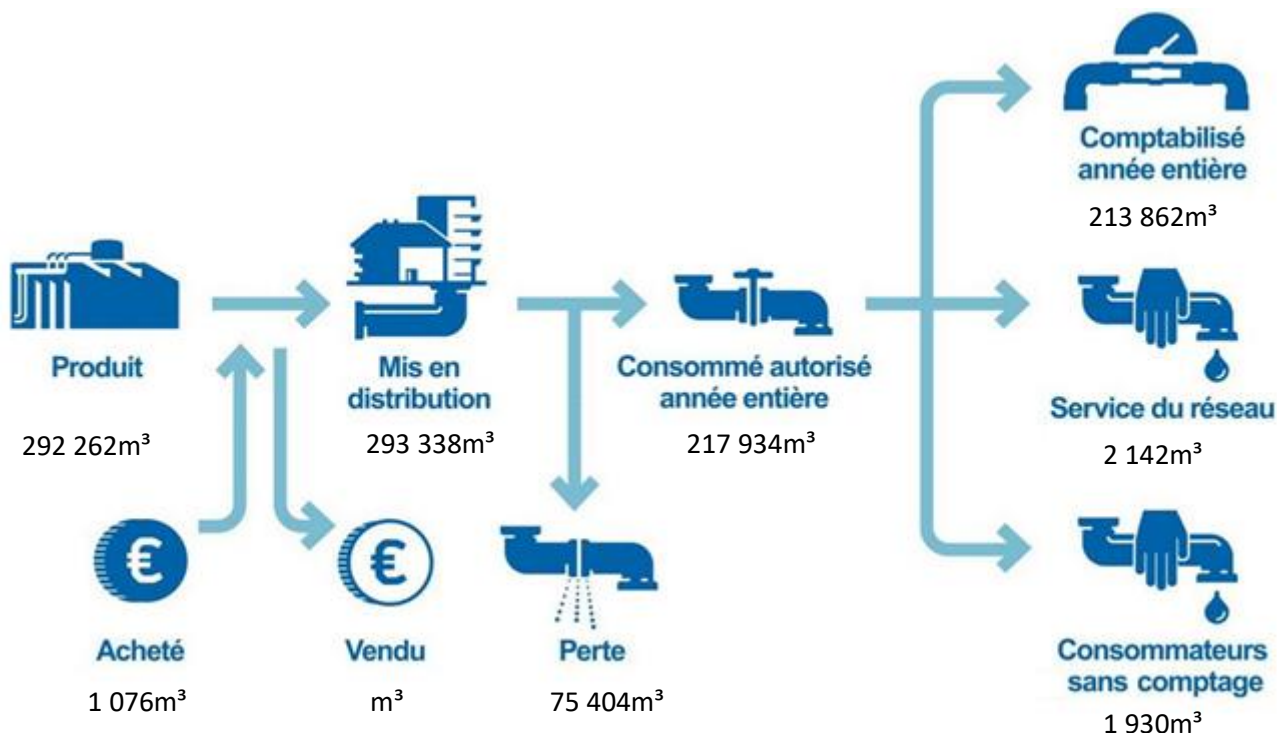 Comptabilisé
année entière
213 862m³
Produit
292 262m³
Mis en
distribution
293 338m³
Consommé autorisé
année entière
217 934m³
Service du réseau
2 142m³
€
Acheté
1 076m³
€
Vendu
m³
Perte
75 404m³
Consommateurs
sans comptage
1 930m³